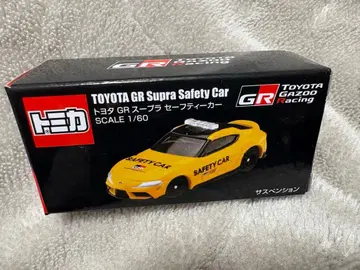 トミカ
TOYOTA GR Supra Safety Car
トヨタ GR スープラ セーフティーカー
SCALE 1/60
GR
TOYOTA
GAZOO
Racing
SAFETY CAR
SAFETY CAR
サスペンション